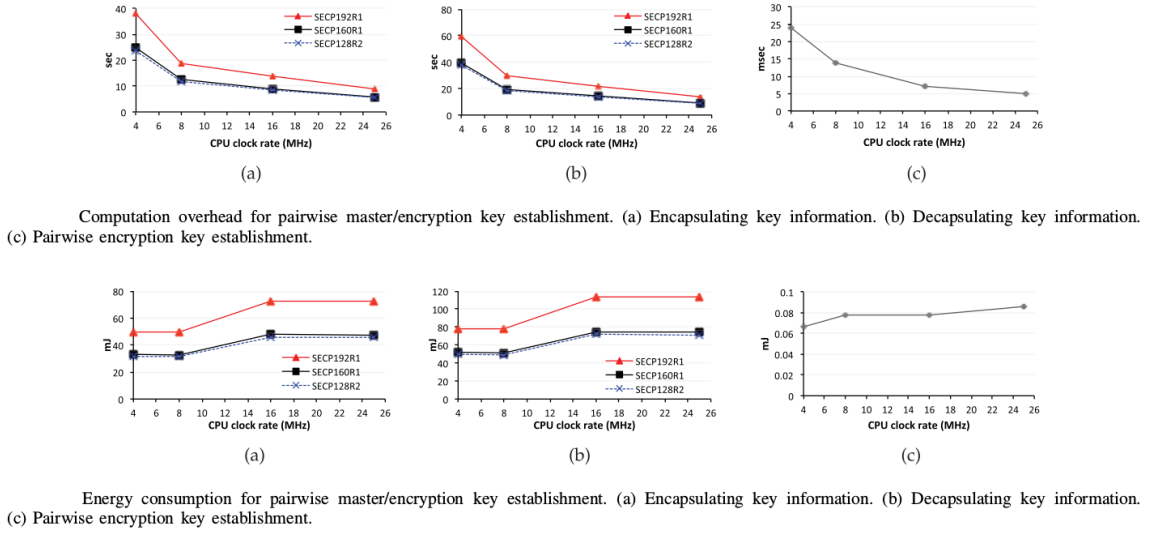 40
30
20
10
0
sec
SECP192R1
SECP160R1
SECP128R2
4 6 8 10 12 14 16 18 20 22 24 26
CPU clock rate (MHz)
(a)
80
60
40
20
0
sec
SECP192R1
SECP160R1
SECP128R2
4 6 8 10 12 14 16 18 20 22 24 26
CPU clock rate (MHz)
(b)
30
25
20
15
10
5
0
msec
4 6 8 10 12 14 16 18 20 22 24 26
CPU clock rate (MHz)
(c)
Computation overhead for pairwise master/encryption key establishment. (a) Encapsulating key information. (b) Decapsulating key information.
(c) Pairwise encryption key establishment.
80
60
40
20
0
mJ
SECP192R1
SECP160R1
SECP128R2
4 6 8 10 12 14 16 18 20 22 24 26
CPU clock rate (MHz)
(a)
120
100
80
60
40
20
0
mJ
SECP192R1
SECP160R1
SECP128R2
4 6 8 10 12 14 16 18 20 22 24 26
CPU clock rate (MHz)
(b)
0.1
0.08
0.06
0.04
0.02
0
mJ
4 6 8 10 12 14 16 18 20 22 24 26
CPU clock rate (MHz)
(c)
Energy consumption for pairwise master/encryption key establishment. (a) Encapsulating key information. (b) Decapsulating key information.
(c) Pairwise encryption key establishment.